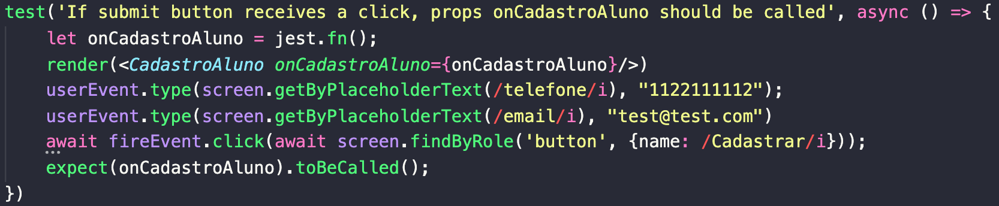 test('If submit button receives a click, props onCadastroAluno should be called', async () => {
    let onCadastroAluno = jest.fn();
    render(<CadastroAluno onCadastroAluno={onCadastroAluno}/>)
    userEvent.type(screen.getByPlaceholderText(/telefone/i), "1122111112");
    userEvent.type(screen.getByPlaceholderText(/email/i), "test@test.com")
    await fireEvent.click(await screen.findByRole('button', {name: /Cadastrar/i}));
    expect(onCadastroAluno).toBeCalled();
})